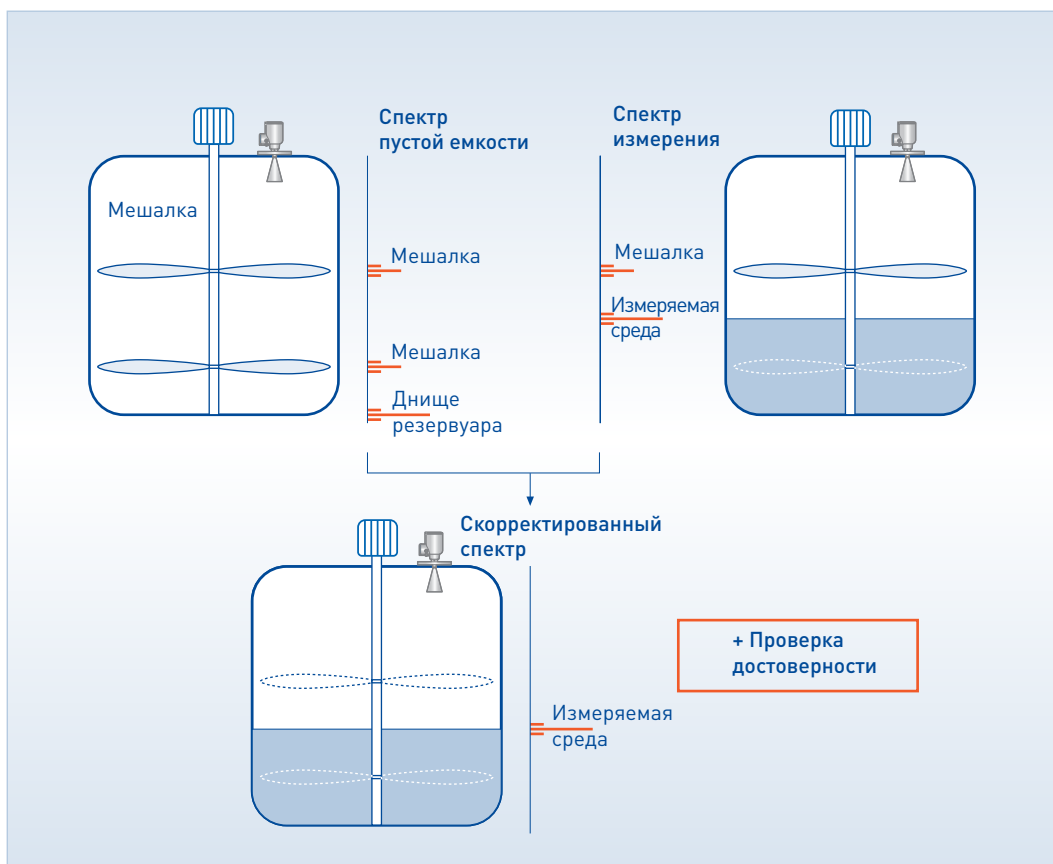 Спектр
пустой емкости
Спектр
измерения
Мешалка
Мешалка
Мешалка
Днище
резервуара
Мешалка
Измеряемая
среда
Скорректированный
спектр
Измеряемая
среда
+ Проверка
достоверности